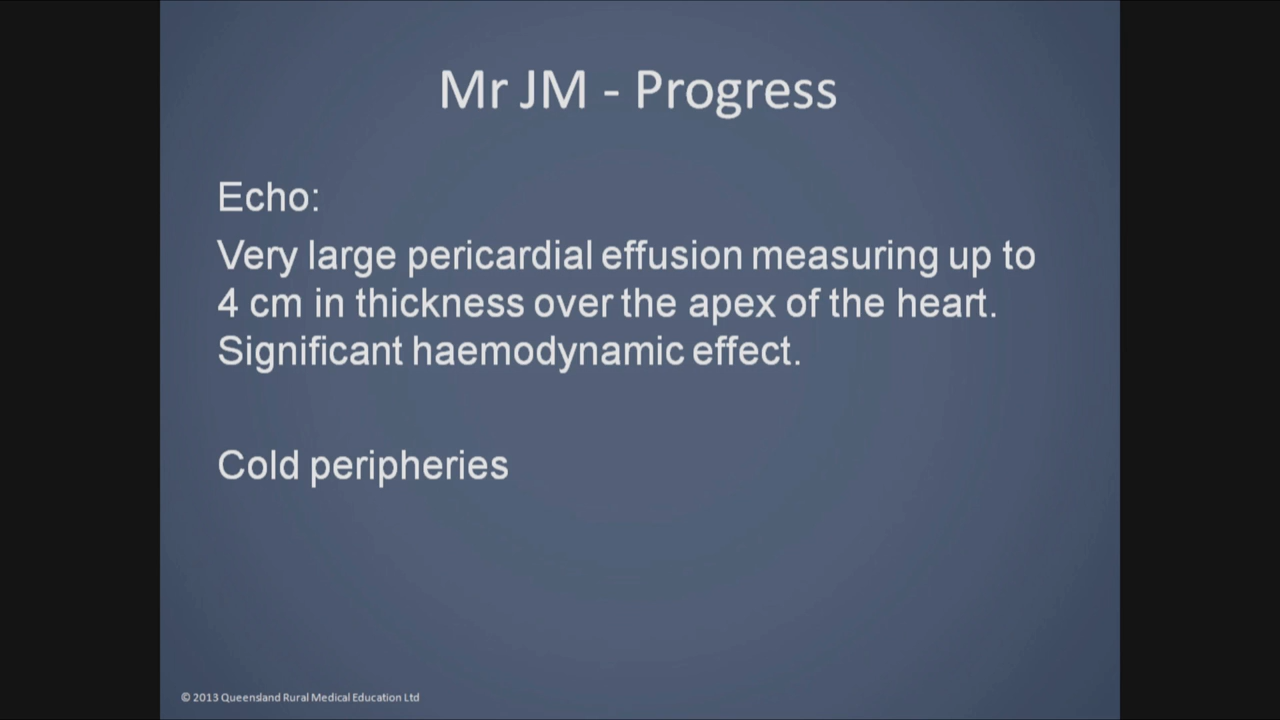 Mr JM - Progress
Echo:
Very large pericardial effusion measuring up to
4 cm in thickness over the apex of the heart.
Significant haemodynamic effect.
Cold peripheries
© 2013 Queensland Rural Medical Education Ltd